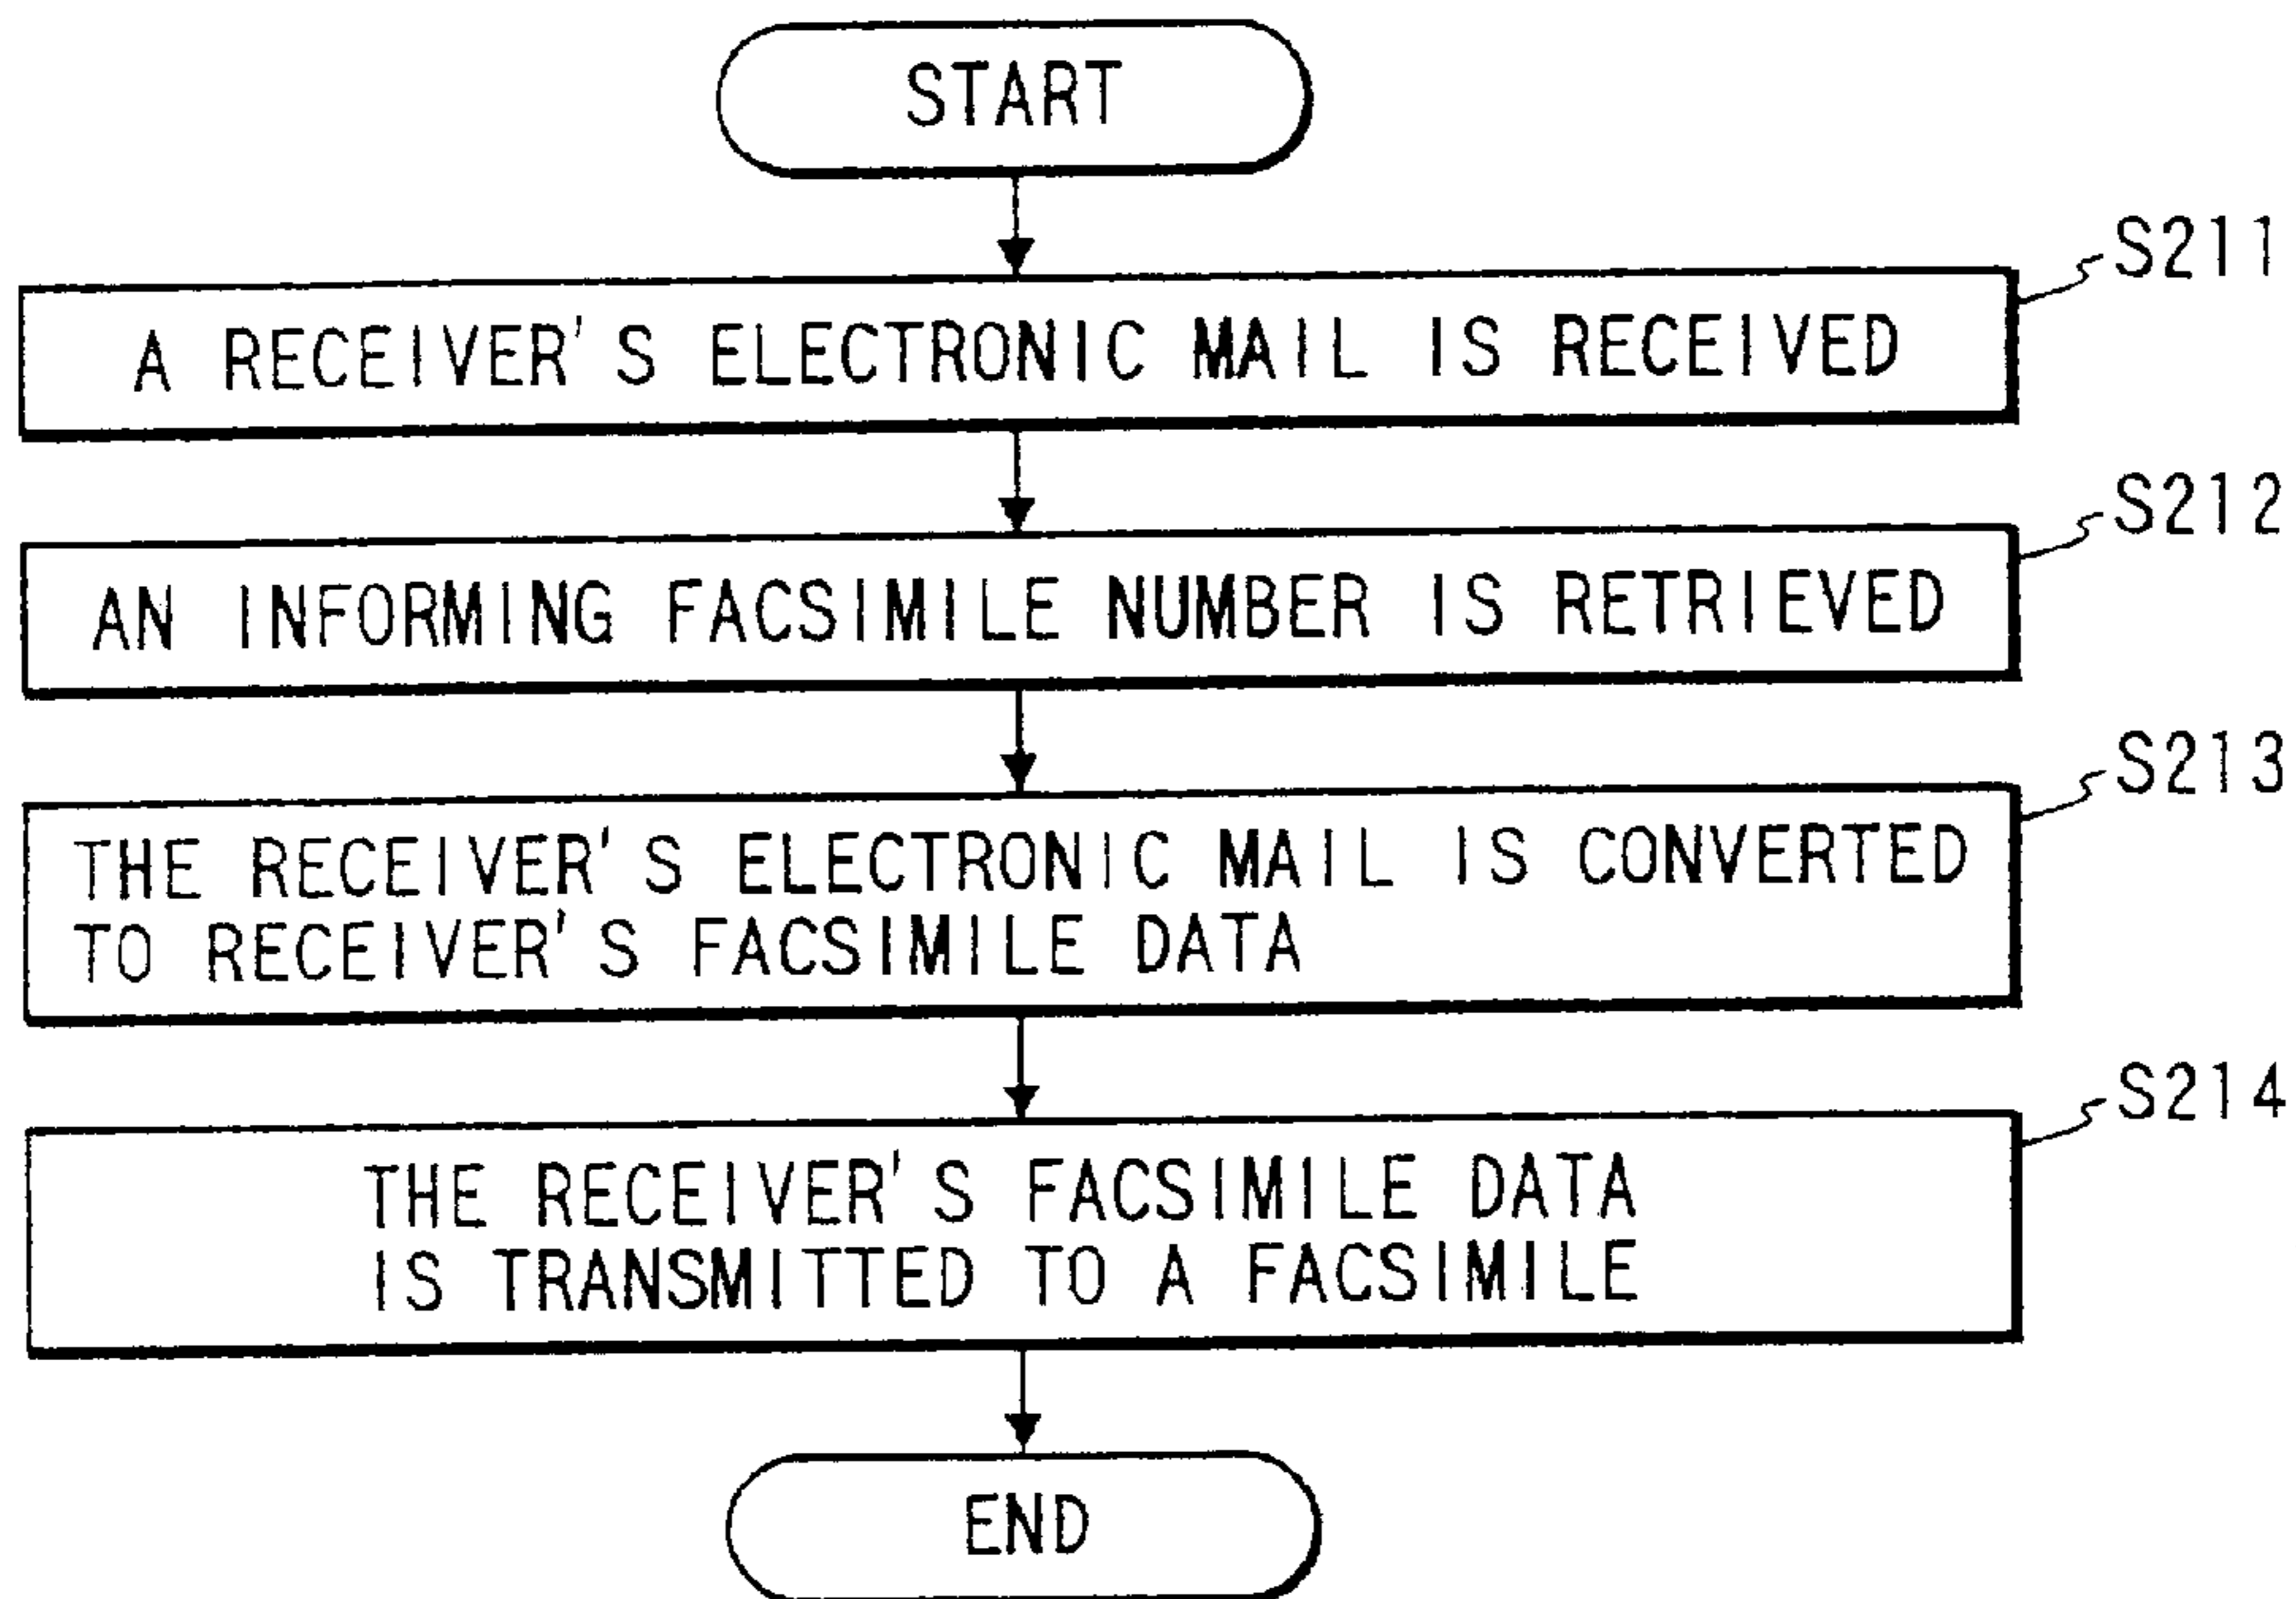 START
S211
A RECEIVER'S ELECTRONIC MAIL IS RECEIVED
S212
AN INFORMING FACSIMILE NUMBER IS RETRIEVED
S213
THE RECEIVER'S ELECTRONIC MAIL IS CONVERTED
TO RECEIVER'S FACSIMILE DATA
S214
THE RECEIVER'S FACSIMILE DATA
IS TRANSMITTED TO A FACSIMILE
END